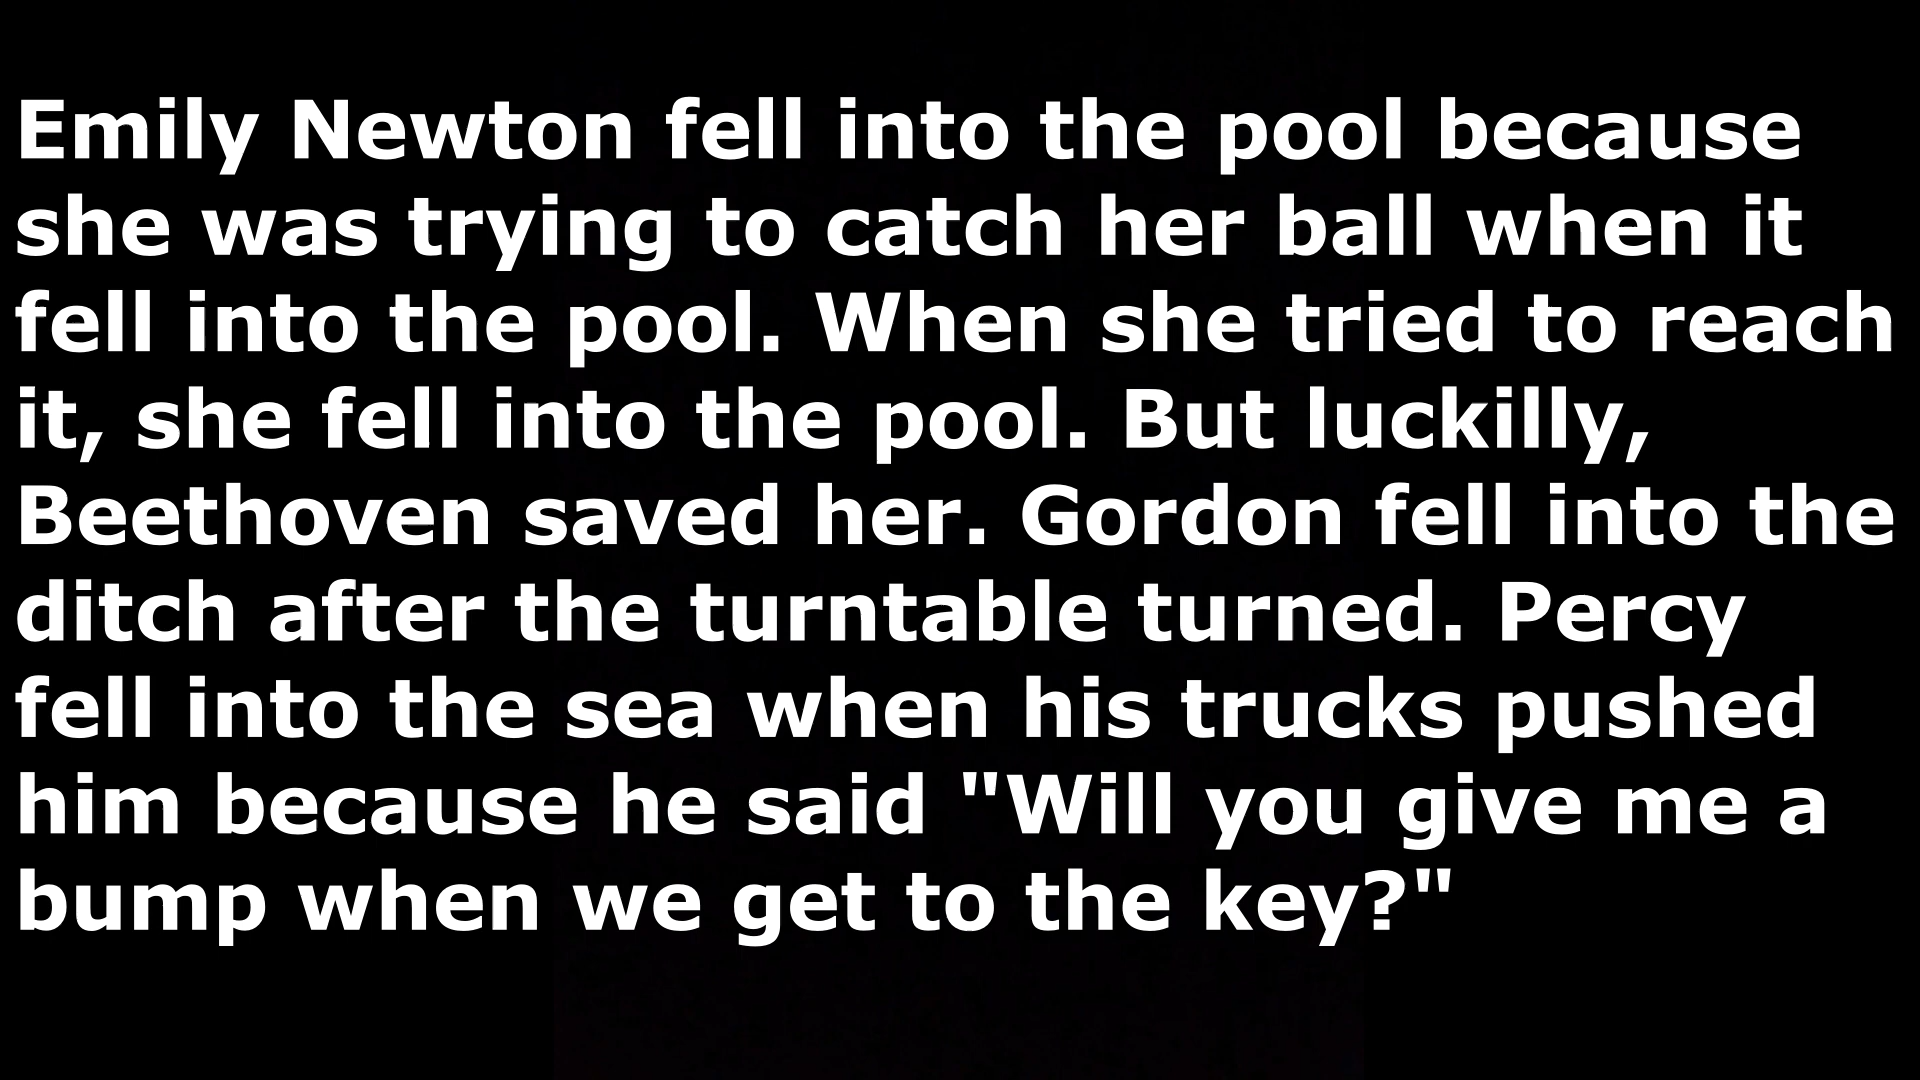 Emily Newton fell into the pool because
she was trying to catch her ball when it
fell into the pool. When she tried to reach
it, she fell into the pool. But luckilly,
Beethoven saved her. Gordon fell into the
ditch after the turntable turned. Percy
fell into the sea when his trucks pushed
him because he said "Will you give me a
bump when we get to the key?"